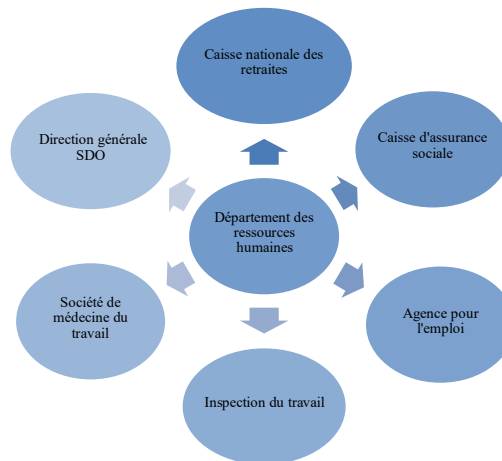 Caisse nationale des
retraites
Direction générale
SDO
Caisse d'assurance
sociale
Département des
ressources
humaines
Société de
médecine du
travail
Agence pour
l'emploi
Inspection du travail